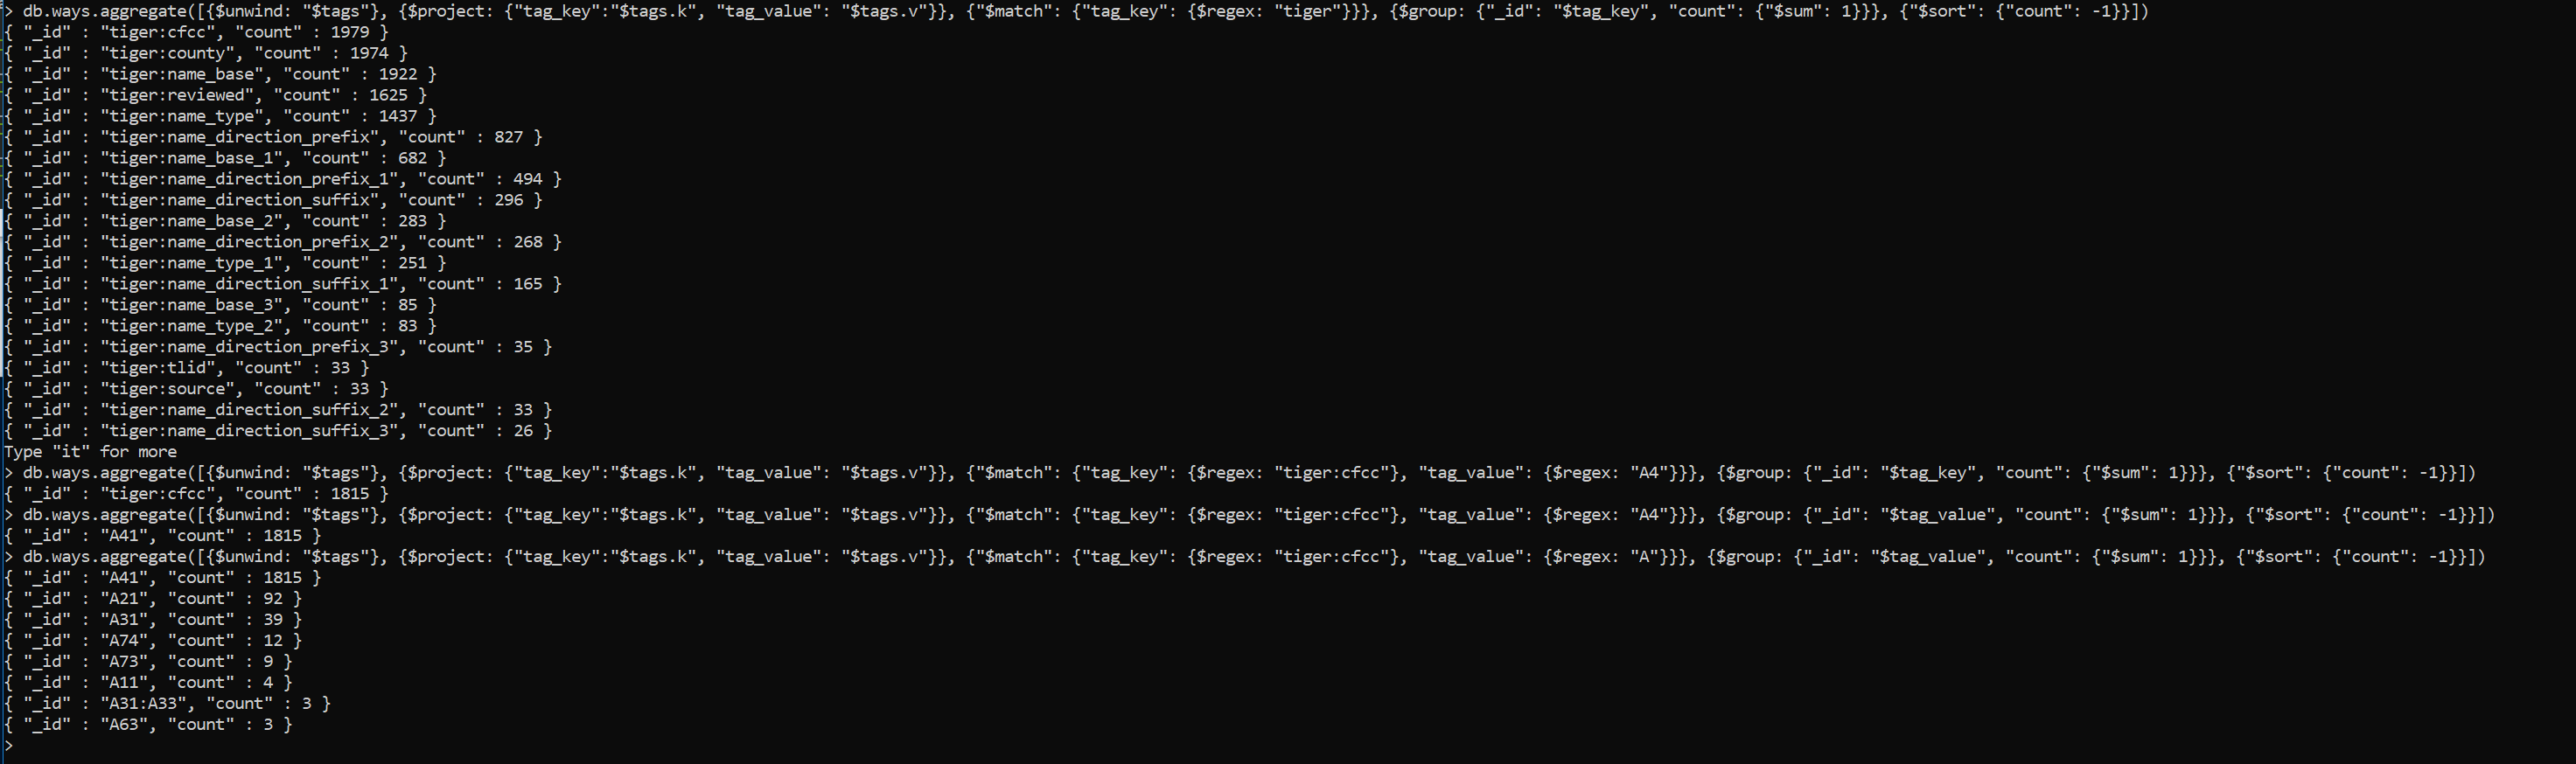 > db.ways.aggregate([{$unwind: "$tags"}, {$project: {"tag_key":"$tags.k", "tag_value": "$tags.v"}}, {"$match": {"tag_key": {$regex: "tiger"}}}, {$group: {"_id": "$tag_key", "count": {"$sum": 1}}}, {"$sort": {"count": -1}}])
{ "_id" : "tiger:cfcc", "count" : 1979 }
{ "_id" : "tiger:county", "count" : 1974 }
{ "_id" : "tiger:name_base", "count" : 1922 }
{ "_id" : "tiger:reviewed", "count" : 1625 }
{ "_id" : "tiger:name_type", "count" : 1437 }
{ "_id" : "tiger:name_direction_prefix", "count" : 827 }
{ "_id" : "tiger:name_base_1", "count" : 682 }
{ "_id" : "tiger:name_direction_prefix_1", "count" : 494 }
{ "_id" : "tiger:name_direction_suffix", "count" : 296 }
{ "_id" : "tiger:name_base_2", "count" : 283 }
{ "_id" : "tiger:name_direction_prefix_2", "count" : 268 }
{ "_id" : "tiger:name_type_1", "count" : 251 }
{ "_id" : "tiger:name_direction_suffix_1", "count" : 165 }
{ "_id" : "tiger:name_base_3", "count" : 85 }
{ "_id" : "tiger:name_type_2", "count" : 83 }
{ "_id" : "tiger:name_direction_prefix_3", "count" : 35 }
{ "_id" : "tiger:tlid", "count" : 33 }
{ "_id" : "tiger:source", "count" : 33 }
{ "_id" : "tiger:name_direction_suffix_2", "count" : 33 }
{ "_id" : "tiger:name_direction_suffix_3", "count" : 26 }
Type "it" for more
> db.ways.aggregate([{$unwind: "$tags"}, {$project: {"tag_key":"$tags.k", "tag_value": "$tags.v"}}, {"$match": {"tag_key": {$regex: "tiger:cfcc"}, "tag_value": {$regex: "A4"}}}, {$group: {"_id": "$tag_key", "count": {"$sum": 1}}}, {"$sort": {"count": -1}}])
{ "_id" : "tiger:cfcc", "count" : 1815 }
> db.ways.aggregate([{$unwind: "$tags"}, {$project: {"tag_key":"$tags.k", "tag_value": "$tags.v"}}, {"$match": {"tag_key": {$regex: "tiger:cfcc"}, "tag_value": {$regex: "A4"}}}, {$group: {"_id": "$tag_value", "count": {"$sum": 1}}}, {"$sort": {"count": -1}}])
{ "_id" : "A41", "count" : 1815 }
> db.ways.aggregate([{$unwind: "$tags"}, {$project: {"tag_key":"$tags.k", "tag_value": "$tags.v"}}, {"$match": {"tag_key": {$regex: "tiger:cfcc"}, "tag_value": {$regex: "A"}}}, {$group: {"_id": "$tag_value", "count": {"$sum": 1}}}, {"$sort": {"count": -1}}])
{ "_id" : "A41", "count" : 1815 }
{ "_id" : "A21", "count" : 92 }
{ "_id" : "A31", "count" : 39 }
{ "_id" : "A74", "count" : 12 }
{ "_id" : "A73", "count" : 9 }
{ "_id" : "A11", "count" : 4 }
{ "_id" : "A31:A33", "count" : 3 }
{ "_id" : "A63", "count" : 3 }
>